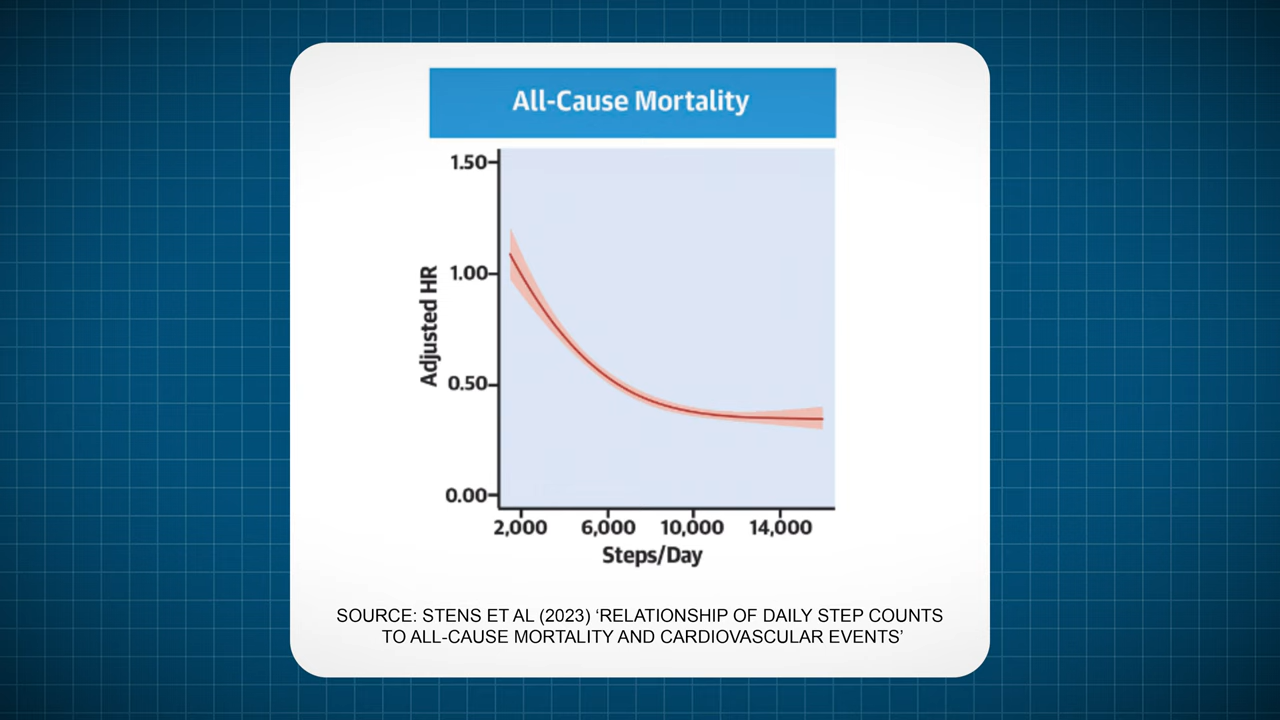 All-Cause Mortality
1.50
1.00
0.50
0.00
Adjusted HR
2,000 6,000 10,000 14,000
Steps/Day
SOURCE: STENS ET AL (2023) ‘RELATIONSHIP OF DAILY STEP COUNTS
TO ALL-CAUSE MORTALITY AND CARDIOVASCULAR EVENTS’